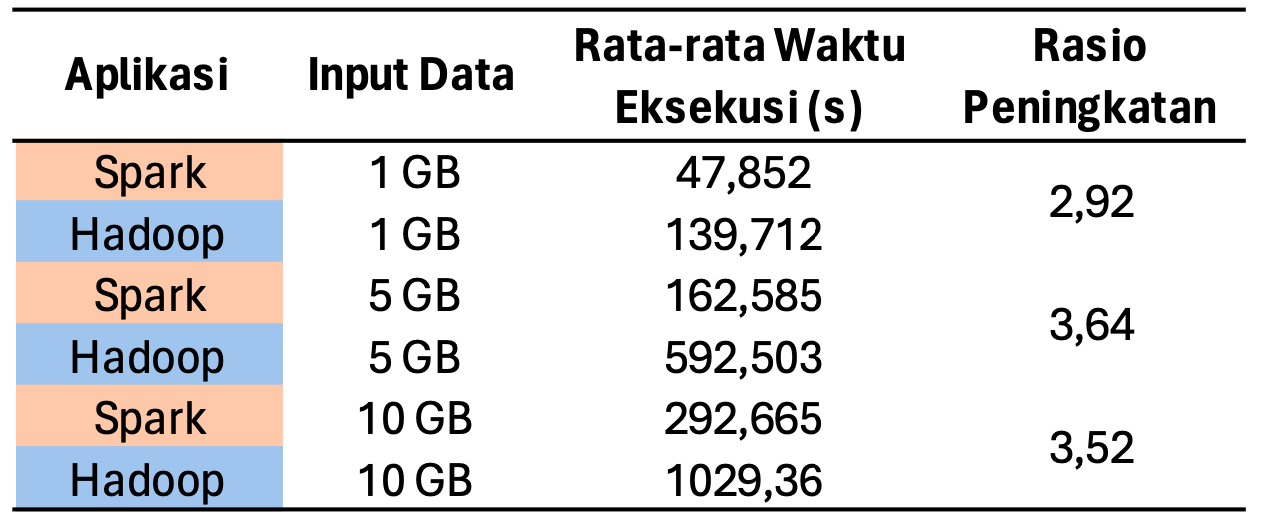 Aplikasi Input Data Rata-rata Waktu Eksekusi (s) Rasio Peningkatan
Spark 1 GB 47,852 2,92
Hadoop 1 GB 139,712
Spark 5 GB 162,585 3,64
Hadoop 5 GB 592,503
Spark 10 GB 292,665 3,52
Hadoop 10 GB 1029,36